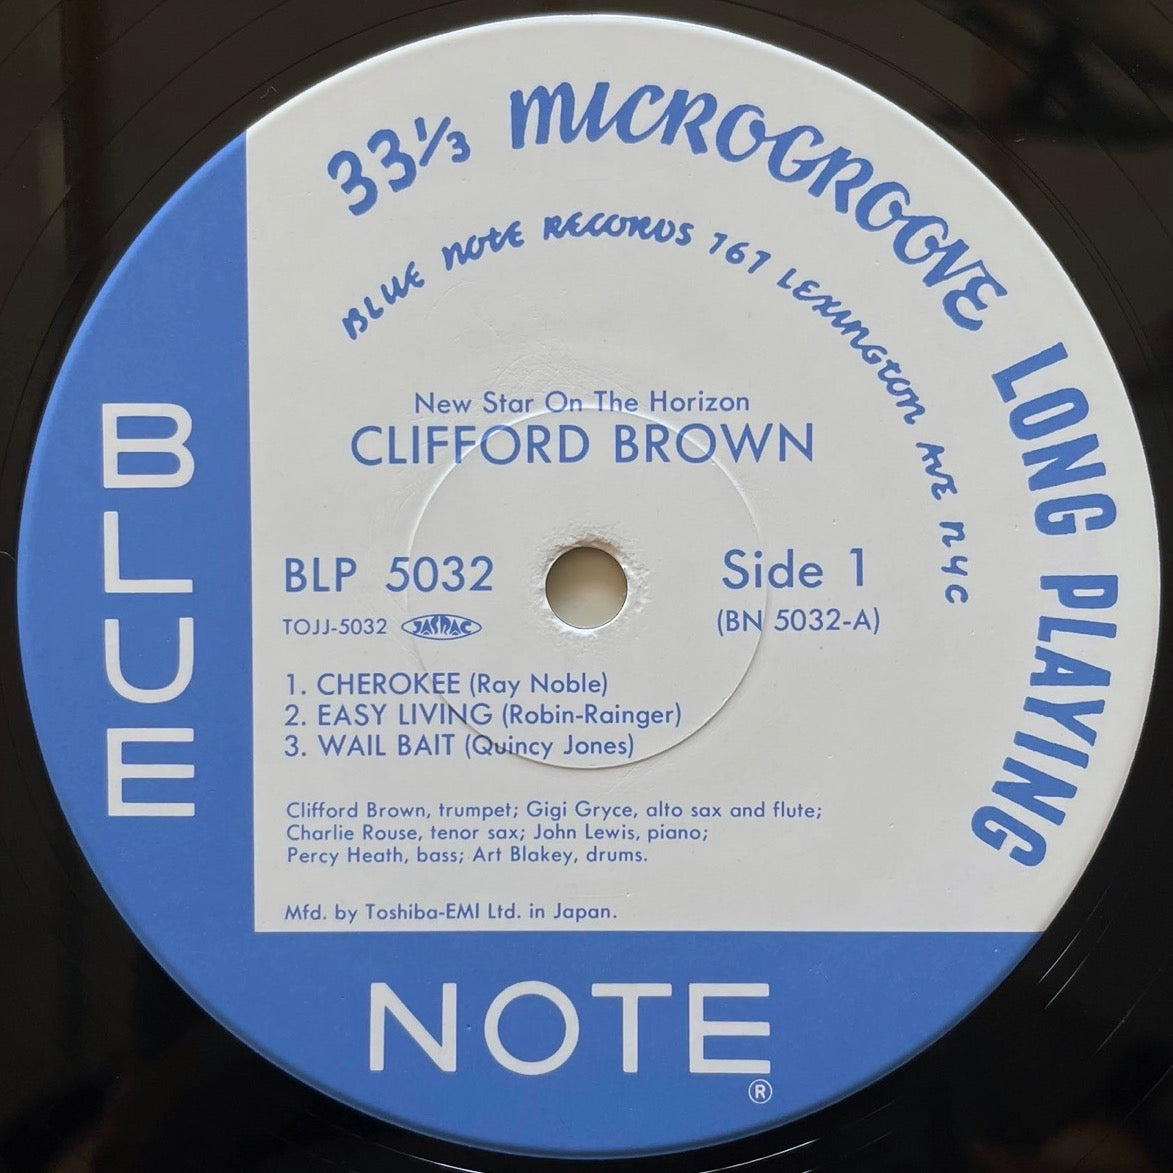 33⅓ MICROGROOVE LONG PLAYING
BLUE NOTE RECORDS 767 LEXINGTON AVE NYC
New Star On The Horizon
CLIFFORD BROWN
BLP 5032
Side 1
TOJJ-5032 JASRAC
(BN 5032-A)
1. CHEROKEE (Ray Noble)
2. EASY LIVING (Robin-Rainger)
3. WAIL BAIT (Quincy Jones)
Clifford Brown, trumpet; Gigi Gryce, alto sax and flute;
Charlie Rouse, tenor sax; John Lewis, piano;
Percy Heath, bass; Art Blakey, drums.
Mfd. by Toshiba-EMI Ltd. in Japan.
BLUE
NOTE
®